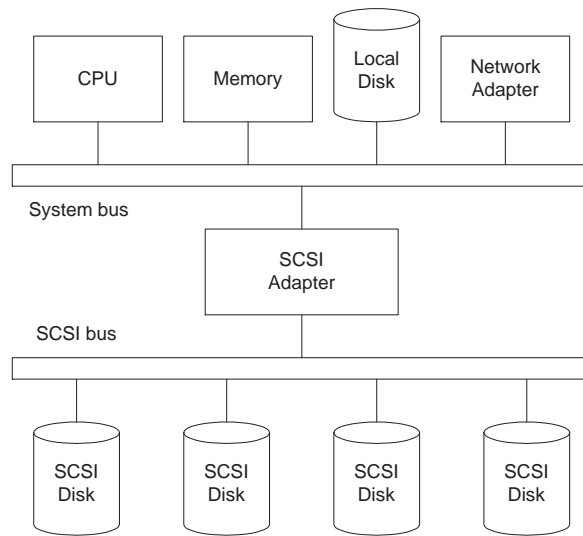 CPU
Memory
Local
Disk
Network
Adapter
System bus
SCSI
Adapter
SCSI bus
SCSI
Disk
SCSI
Disk
SCSI
Disk
SCSI
Disk